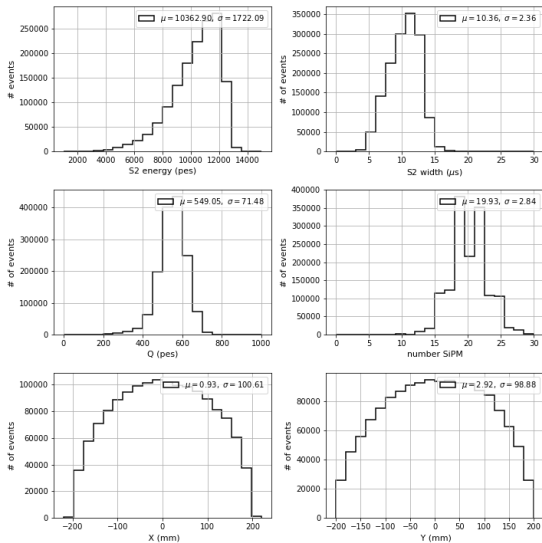 μ = 10362.90, σ = 1722.09
# of events
250000
200000
150000
100000
50000
0
2000 4000 6000 8000 10000 12000 14000
S2 energy (pes)
μ = 10.36, σ = 2.36
# of events
350000
300000
250000
200000
150000
100000
50000
0
0 5 10 15 20 25 30
S2 width (μs)
μ = 549.05, σ = 71.48
# of events
400000
300000
200000
100000
0
0 200 400 600 800 1000
Q (pes)
μ = 19.93, σ = 2.84
# of events
400000
350000
300000
250000
200000
150000
100000
50000
0
0 5 10 15 20 25 30
number SiPM
μ = 0.93, σ = 100.61
# of events
100000
80000
60000
40000
20000
0
−200 −100 0 100 200
X (mm)
μ = 2.92, σ = 98.88
# of events
80000
60000
40000
20000
0
−200 −150 −100 −50 0 50 100 150 200
Y (mm)